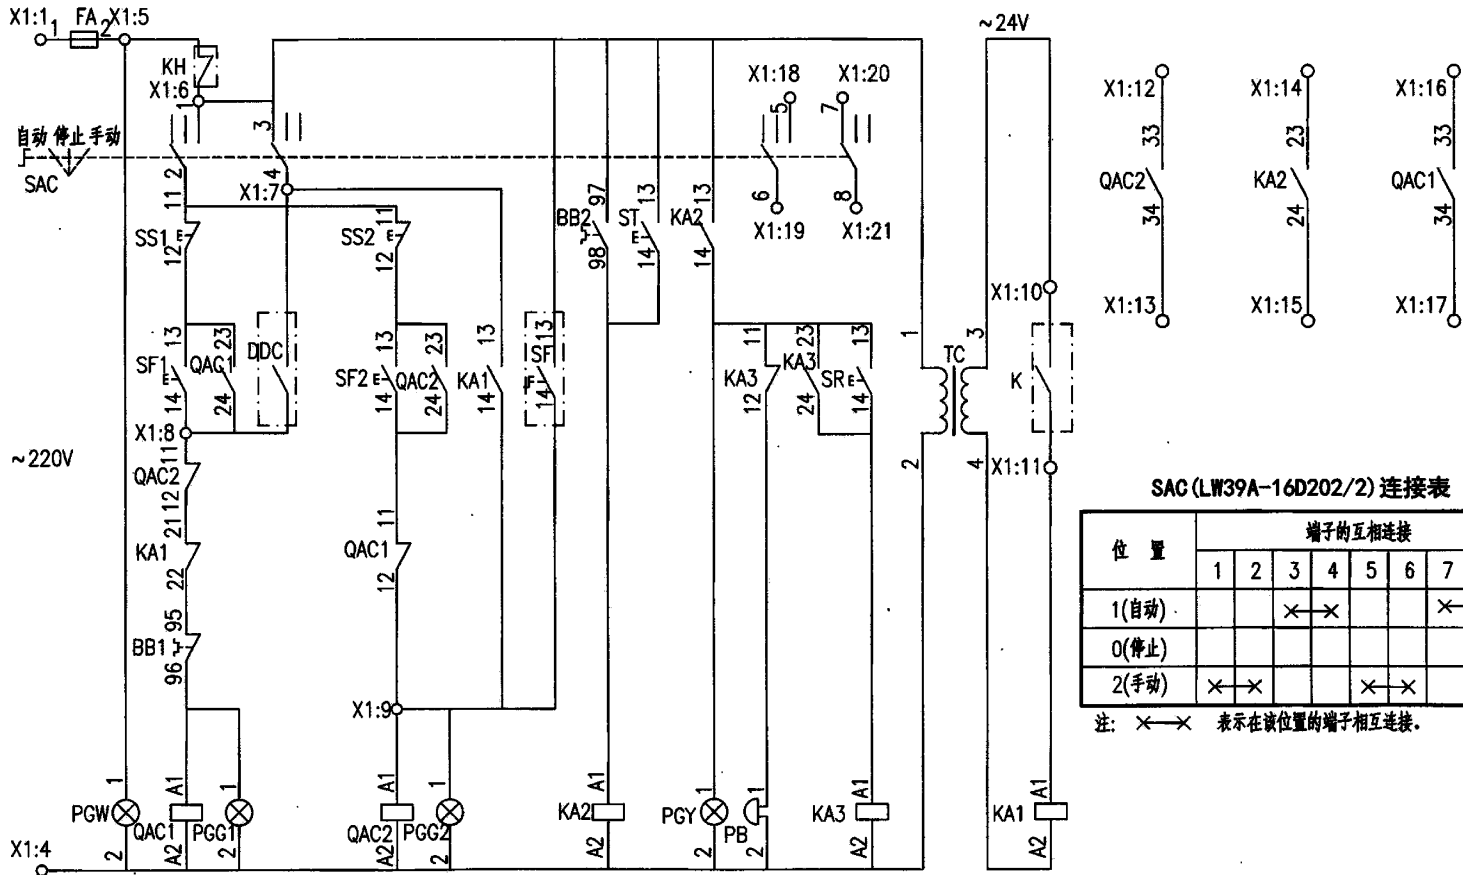 X1:1 1 FA 2 X1:5
~24V
KH
X1:6
X1:18 X1:20
X1:12 X1:14 X1:16
自动 停止 手动
3 5 7
33 23 33
SAC
2 4
X1:7
6 8
QAC2 KA2 QAC1
34 24 34
11 11 97 13 13
SS1 E SS2 E BB2 ST E KA2
X1:19 X1:21
12 12 98 14 14
X1:10
X1:13 X1:15 X1:17
13 23 13 23 13 13 11 23 13 1 3
SF1 E QAC1 DDC SF2 E QAC2 KA1 SF F KA3 KA3 SR E TC K
14 24 14 24 14 14 12 24 14
X1:8
2 4 X1:11
~220V
11
QAC2
12
21 11
KA1 QAC1
22 12
95
BB1
96
X1:9
SAC(LW39A-16D202/2)连接表
位 置 端子的互相连接
1 2 3 4 5 6 7
1(自动) ×—× ×—
0(停止)
2(手动) ×—× ×—×
注: ×—× 表示在该位置的端子相互连接.
1 A1 1 A1 1 A1 1 1 A1 A1
PGW QAC1 PGG1 QAC2 PGG2 KA2 PGY PB KA3 KA1
2 A2 2 A2 2 A2 2 2 A2 A2
X1:4